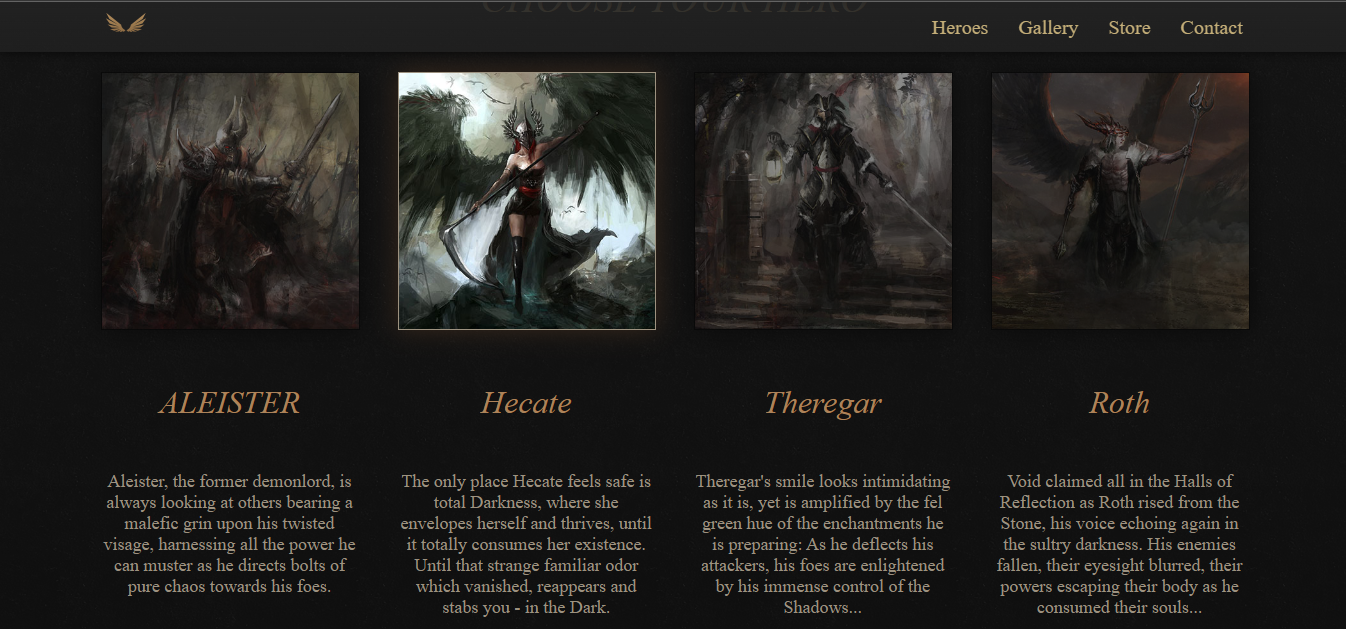 CHOOSE YOUR HERO
Heroes Gallery Store Contact
ALEISTER
Aleister, the former demonlord, is
always looking at others bearing a
malefic grin upon his twisted
visage, harnessing all the power he
can muster as he directs bolts of
pure chaos towards his foes.
Hecate
The only place Hecate feels safe is
total Darkness, where she
envelopes herself and thrives, until
it totally consumes her existence.
Until that strange familiar odor
which vanished, reappears and
stabs you - in the Dark.
Theregar
Theregar's smile looks intimidating
as it is, yet is amplified by the fel
green hue of the enchantments he
is preparing: As he deflects his
attackers, his foes are enlightened
by his immense control of the
Shadows...
Roth
Void claimed all in the Halls of
Reflection as Roth rised from the
Stone, his voice echoing again in
the sultry darkness. His enemies
fallen, their eyesight blurred, their
powers escaping their body as he
consumed their souls...